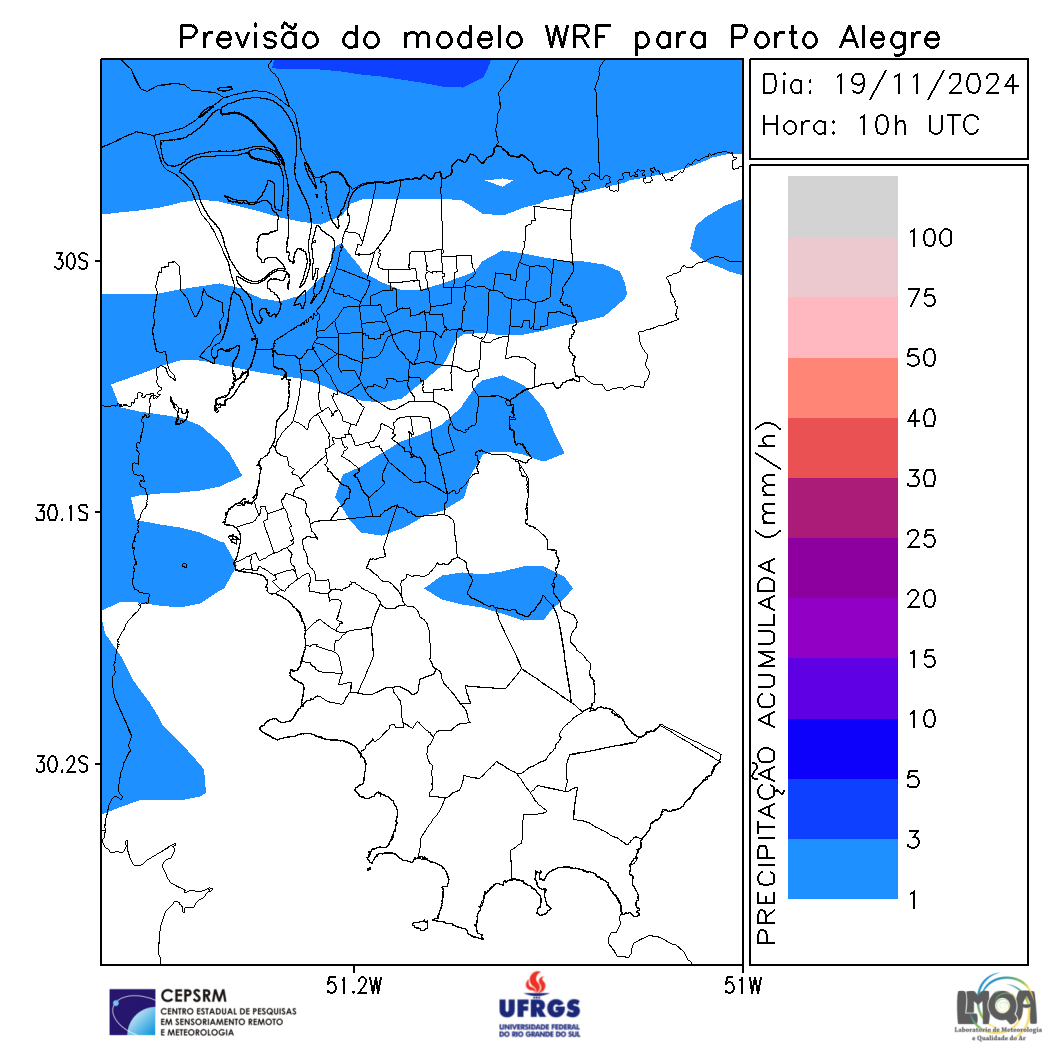 Previsão do modelo WRF para Porto Alegre
Dia: 19/11/2024
Hora: 10h UTC
30S
30.1S
30.2S
51.2W
51W
PRECIPITAÇÃO ACUMULADA (mm/h)
100
75
50
40
30
25
20
15
10
5
3
1
CEPSRM
CENTRO ESTADUAL DE PESQUISAS
EM SENSORIAMENTO REMOTO
E METEOROLOGIA
UFRGS
UNIVERSIDADE FEDERAL
DO RIO GRANDE DO SUL
LMQA
Laboratório de Meteorologia
e Qualidade do Ar